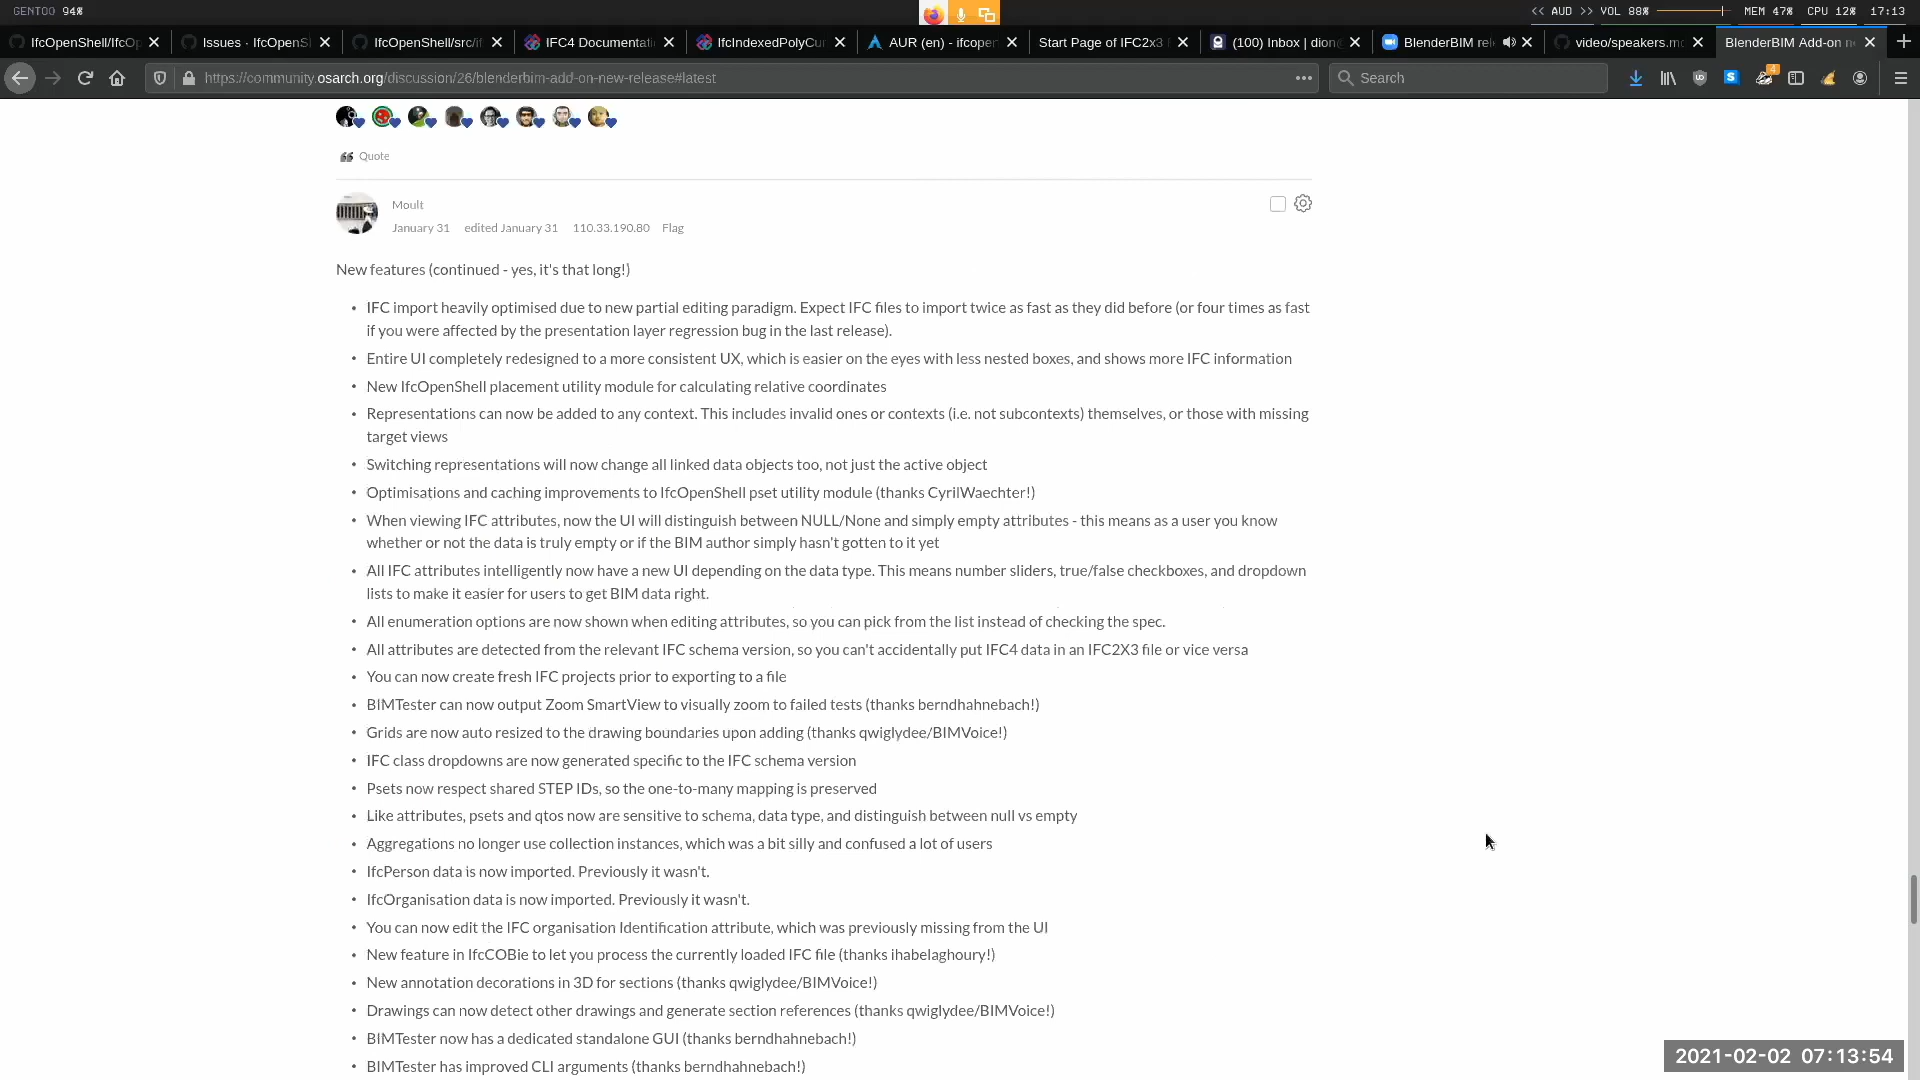 GENTOO 94% << AUD >> VOL 88% MEM 47% CPU 12% 17:13
IfcOpenShell/IfcOp Issues · IfcOpenS IfcOpenShell/src/if IFC4 Documentati IfcIndexedPolyCu AUR (en) - ifcopen Start Page of IFC2x3 (100) Inbox | dion@ BlenderBIM rel video/speakers.m BlenderBIM Add-on n
https://community.osarch.org/discussion/26/blenderbim-add-on-new-release#latest Search 4
Quote
Moult
January 31 edited January 31 110.33.190.80 Flag
New features (continued - yes, it's that long!)
• IFC import heavily optimised due to new partial editing paradigm. Expect IFC files to import twice as fast as they did before (or four times as fast
if you were affected by the presentation layer regression bug in the last release).
• Entire UI completely redesigned to a more consistent UX, which is easier on the eyes with less nested boxes, and shows more IFC information
• New IfcOpenShell placement utility module for calculating relative coordinates
• Representations can now be added to any context. This includes invalid ones or contexts (i.e. not subcontexts) themselves, or those with missing
target views
• Switching representations will now change all linked data objects too, not just the active object
• Optimisations and caching improvements to IfcOpenShell pset utility module (thanks CyrilWaechter!)
• When viewing IFC attributes, now the UI will distinguish between NULL/None and simply empty attributes - this means as a user you know
whether or not the data is truly empty or if the BIM author simply hasn't gotten to it yet
• All IFC attributes intelligently now have a new UI depending on the data type. This means number sliders, true/false checkboxes, and dropdown
lists to make it easier for users to get BIM data right.
• All enumeration options are now shown when editing attributes, so you can pick from the list instead of checking the spec.
• All attributes are detected from the relevant IFC schema version, so you can't accidentally put IFC4 data in an IFC2X3 file or vice versa
• You can now create fresh IFC projects prior to exporting to a file
• BIMTester can now output Zoom SmartView to visually zoom to failed tests (thanks berndhahnebach!)
• Grids are now auto resized to the drawing boundaries upon adding (thanks qwiglydee/BIMVoice!)
• IFC class dropdowns are now generated specific to the IFC schema version
• Psets now respect shared STEP IDs, so the one-to-many mapping is preserved
• Like attributes, psets and qtos now are sensitive to schema, data type, and distinguish between null vs empty
• Aggregations no longer use collection instances, which was a bit silly and confused a lot of users
• IfcPerson data is now imported. Previously it wasn't.
• IfcOrganisation data is now imported. Previously it wasn't.
• You can now edit the IFC organisation Identification attribute, which was previously missing from the UI
• New feature in IfcCOBie to let you process the currently loaded IFC file (thanks ihabelaghoury!)
• New annotation decorations in 3D for sections (thanks qwiglydee/BIMVoice!)
• Drawings can now detect other drawings and generate section references (thanks qwiglydee/BIMVoice!)
• BIMTester now has a dedicated standalone GUI (thanks berndhahnebach!)
• BIMTester has improved CLI arguments (thanks berndhahnebach!)
2021-02-02 07:13:54